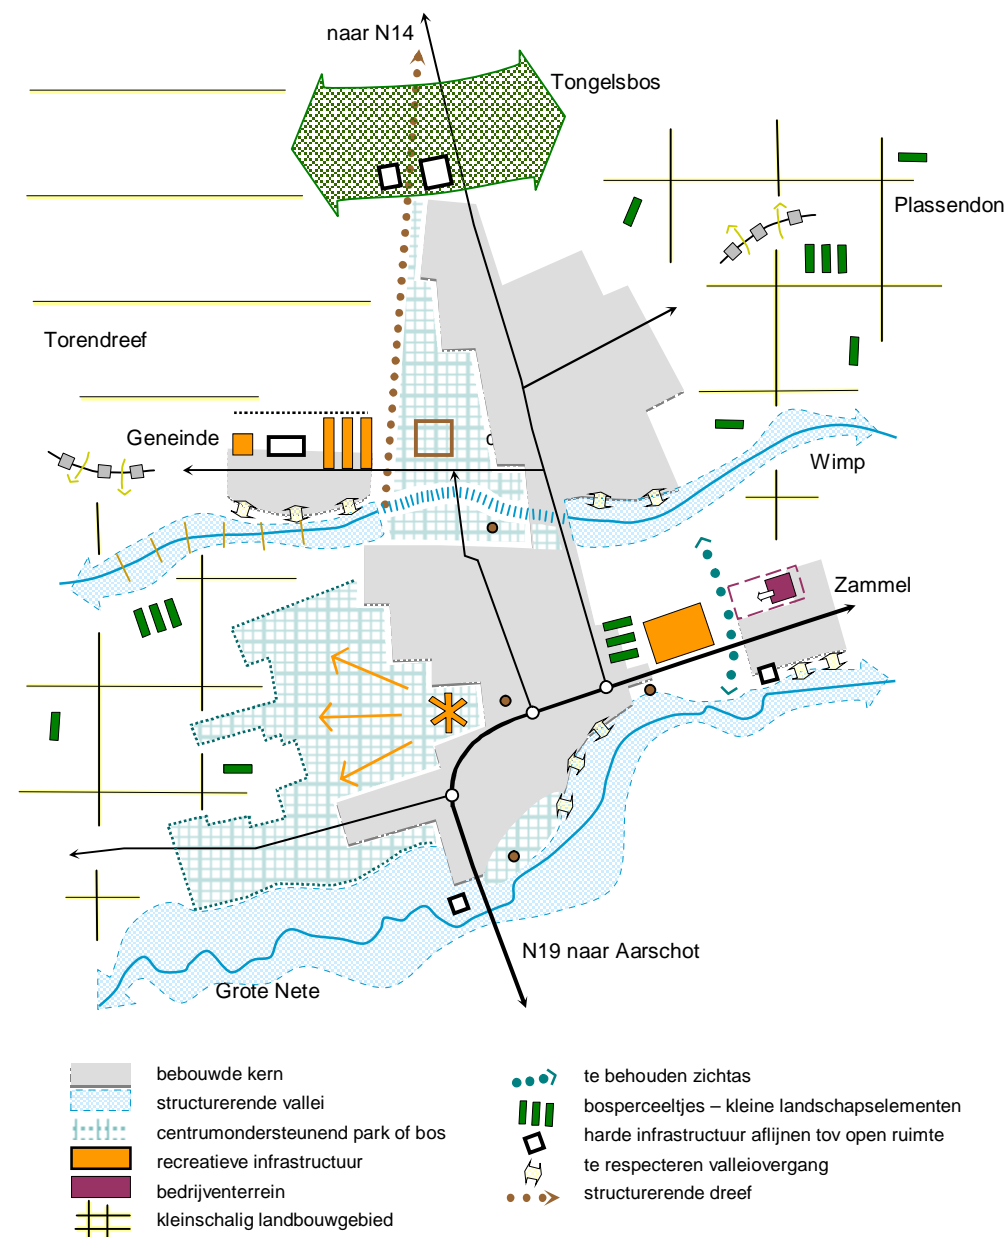 naar N14
Tongelsbos
Plassendon
Torendreef
Geneinde
Wimp
Zammel
N19 naar Aarschot
Grote Nete
bebouwde kern
structurerende vallei
centrumondersteunend park of bos
recreatieve infrastructuur
bedrijventerrein
kleinschalig landbouwgebied
te behouden zichtas
bosperceeltjes – kleine landschapselementen
harde infrastructuur aflijnen tov open ruimte
te respecteren valleiovergang
structurerende dreef